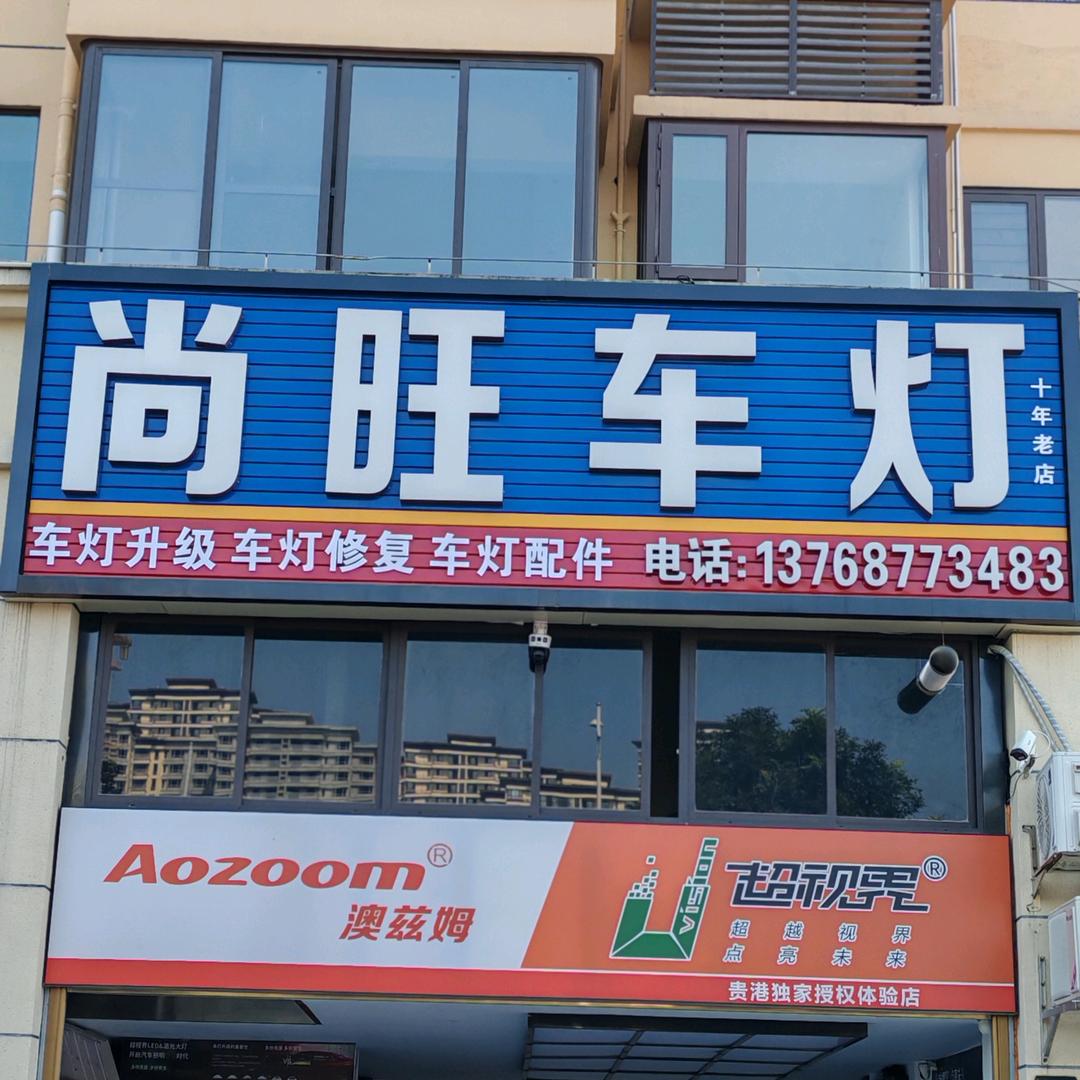 尚旺车灯
十年老店
车灯升级 车灯修复 车灯配件 电话:13768773483
Aozoom®
澳兹姆
Vision
超视界®
超越视界
点亮未来
贵港独家授权体验店